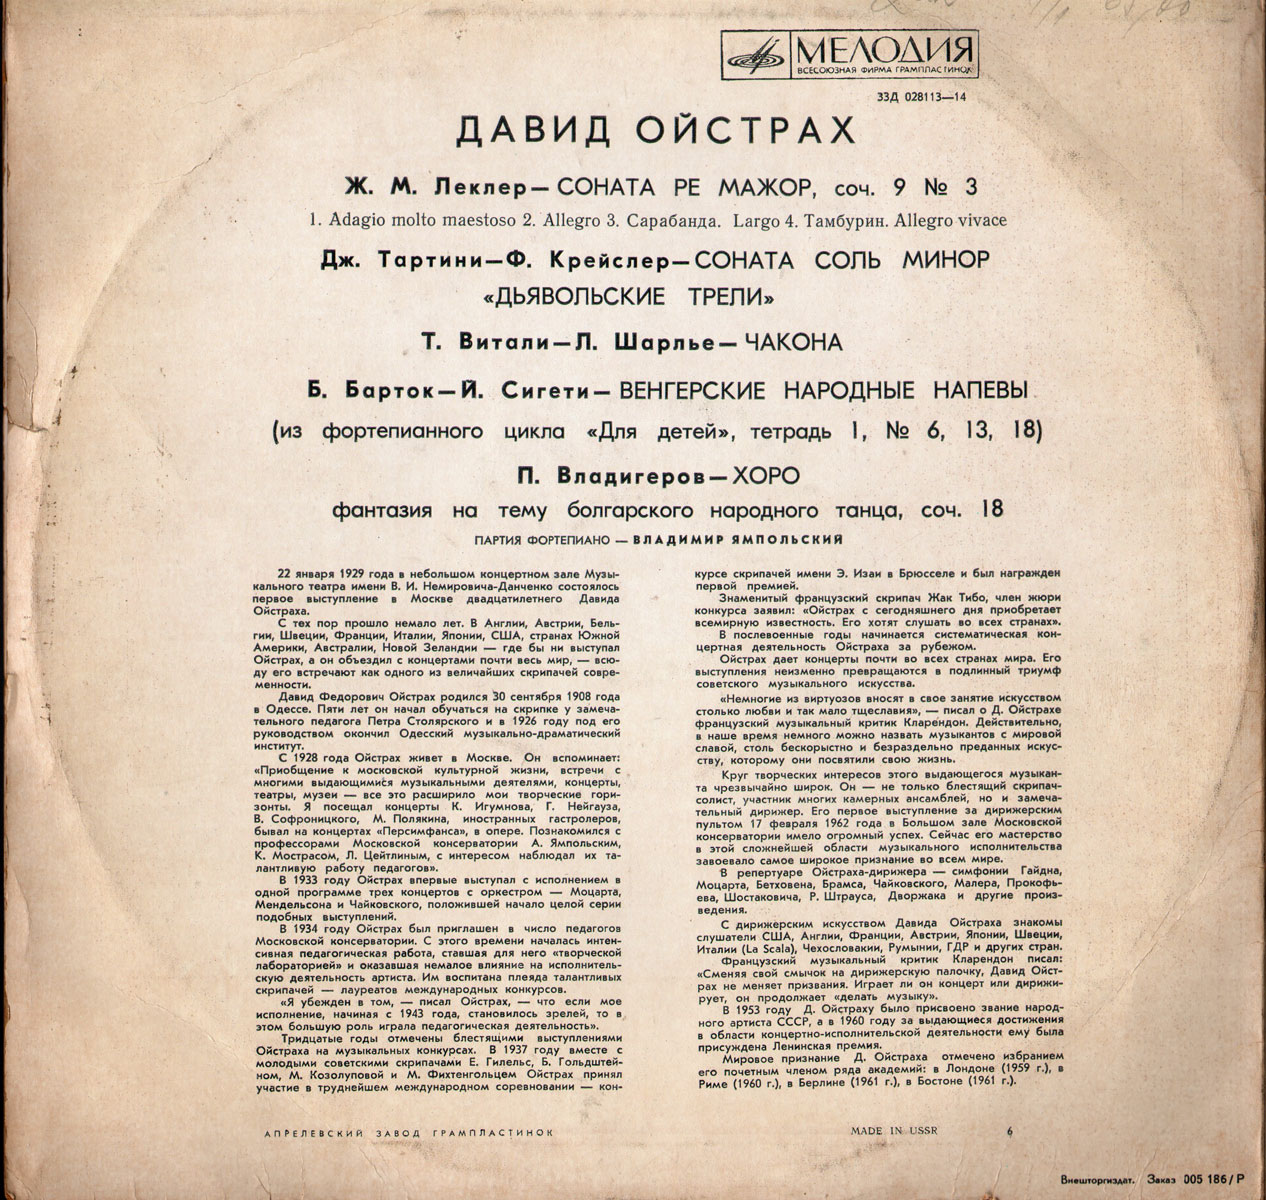 МЕЛОДИЯ
ВСЕСОЮЗНАЯ ФИРМА ГРАМПЛАСТИНОК
33Д 028113—14
ДАВИД ОЙСТРАХ
Ж. М. Леклер — СОНАТА РЕ МАЖОР, соч. 9 № 3
1. Adagio molto maestoso 2. Allegro 3. Сарабанда. Largo 4. Тамбурин. Allegro vivace
Дж. Тартини—Ф. Крейслер—СОНАТА СОЛЬ МИНОР
«ДЬЯВОЛЬСКИЕ ТРЕЛИ»
Т. Витали—Л. Шарлье—ЧАКОНА
Б. Барток—Й. Сигети—ВЕНГЕРСКИЕ НАРОДНЫЕ НАПЕВЫ
(из фортепианного цикла «Для детей», тетрадь I, № 6, 13, 18)
П. Владигеров—ХОРО
фантазия на тему болгарского народного танца, соч. 18
ПАРТИЯ ФОРТЕПИАНО — ВЛАДИМИР ЯМПОЛЬСКИЙ
22 января 1929 года в небольшом концертном зале Музы-
кального театра имени В. И. Немировича-Данченко состоялось
первое выступление в Москве двадцатилетнего Давида
Ойстраха.
С тех пор прошло немало лет. В Англии, Австрии, Бель-
гии, Швеции, Франции, Италии, Японии, США, странах Южной
Америки, Австралии, Новой Зеландии — где бы ни выступал
Ойстрах, а он объездил с концертами почти весь мир, — всю-
ду его встречают как одного из величайших скрипачей совре-
менности.
Давид Федорович Ойстрах родился 30 сентября 1908 года
в Одессе. Пяти лет он начал обучаться на скрипке у замеча-
тельного педагога Петра Столярского и в 1926 году под его
руководством окончил Одесский музыкально-драматический
институт.
С 1928 года Ойстрах живет в Москве. Он вспоминает:
«Приобщение к московской культурной жизни, встречи с
многими выдающимися музыкальными деятелями, концерты,
театры, музеи — все это расширило мои творческие гори-
зонты. Я посещал концерты К. Игумнова, Г. Нейгауза,
В. Софроницкого, М. Полякина, иностранных гастролеров,
бывал на концертах «Персимфанса», в опере. Познакомился с
профессорами Московской консерватории А. Ямпольским,
К. Мострасом, Л. Цейтлиным, с интересом наблюдал их та-
лантливую работу педагогов».
В 1933 году Ойстрах впервые выступал с исполнением в
одной программе трех концертов с оркестром — Моцарта,
Мендельсона и Чайковского, положившей начало целой серии
подобных выступлений.
В 1934 году Ойстрах был приглашен в число педагогов
Московской консерватории. С этого времени началась интен-
сивная педагогическая работа, ставшая для него «творческой
лабораторией» и оказавшая немалое влияние на исполнитель-
скую деятельность артиста. Им воспитана плеяда талантливых
скрипачей — лауреатов международных конкурсов.
«Я убежден в том, — писал Ойстрах, — что если мое
исполнение, начиная с 1943 года, становилось зрелей, то в
этом большую роль играла педагогическая деятельность».
Тридцатые годы отмечены блестящими выступлениями
Ойстраха на музыкальных конкурсах. В 1937 году вместе с
молодыми советскими скрипачами Е. Гилельс, Б. Гольдштей-
ном, М. Козолуповой и М. Фихтенгольцем Ойстрах принял
участие в труднейшем международном соревновании — кон-
курсе скрипачей имени Э. Изаи в Брюсселе и был награжден
первой премией.
Знаменитый французский скрипач Жак Тибо, член жюри
конкурса заявил: «Ойстрах с сегодняшнего дня приобретает
всемирную известность. Его хотят слушать во всех странах».
В послевоенные годы начинается систематическая кон-
цертная деятельность Ойстраха за рубежом.
Ойстрах дает концерты почти во всех странах мира. Его
выступления неизменно превращаются в подлинный триумф
советского музыкального искусства.
«Немногие из виртуозов вносят в свое занятие искусством
столько любви и так мало тщеславия», — писал о Д. Ойстрахе
французский музыкальный критик Кларендон. Действительно,
в наше время немного можно назвать музыкантов с мировой
славой, столь бескорыстно и безраздельно преданных искус-
ству, которому они посвятили свою жизнь.
Круг творческих интересов этого выдающегося музыкан-
та чрезвычайно широк. Он — не только блестящий скрипач-
солист, участник многих камерных ансамблей, но и замеча-
тельный дирижер. Его первое выступление за дирижерским
пультом 17 февраля 1962 года в Большом зале Московской
консерватории имело огромный успех. Сейчас его мастерство
в этой сложнейшей области музыкального исполнительства
завоевало самое широкое признание во всем мире.
В репертуаре Ойстраха-дирижера — симфонии Гайдна,
Моцарта, Бетховена, Брамса, Чайковского, Малера, Прокофь-
ева, Шостаковича, Р. Штрауса, Дворжака и другие произ-
ведения.
С дирижерским искусством Давида Ойстраха знакомы
слушатели США, Англии, Франции, Австрии, Японии, Швеции,
Италии (La Scala), Чехословакии, Румынии, ГДР и других стран.
Французский музыкальный критик Кларендон писал:
«Сменяя свой смычок на дирижерскую палочку, Давид Ойст-
рах не меняет призвания. Играет ли он концерт или дирижи-
рует, он продолжает «делать музыку».
В 1953 году Д. Ойстраху было присвоено звание народ-
ного артиста СССР, а в 1960 году за выдающиеся достижения
в области концертно-исполнительской деятельности ему была
присуждена Ленинская премия.
Мировое признание Д. Ойстраха отмечено избранием
его почетным членом ряда академий: в Лондоне (1959 г.), в
Риме (1960 г.), в Берлине (1961 г.), в Бостоне (1961 г.).
АПРЕЛЕВСКИЙ ЗАВОД ГРАМПЛАСТИНОК
MADE IN USSR
6
Внешторгиздат. Заказ 005 186/Р